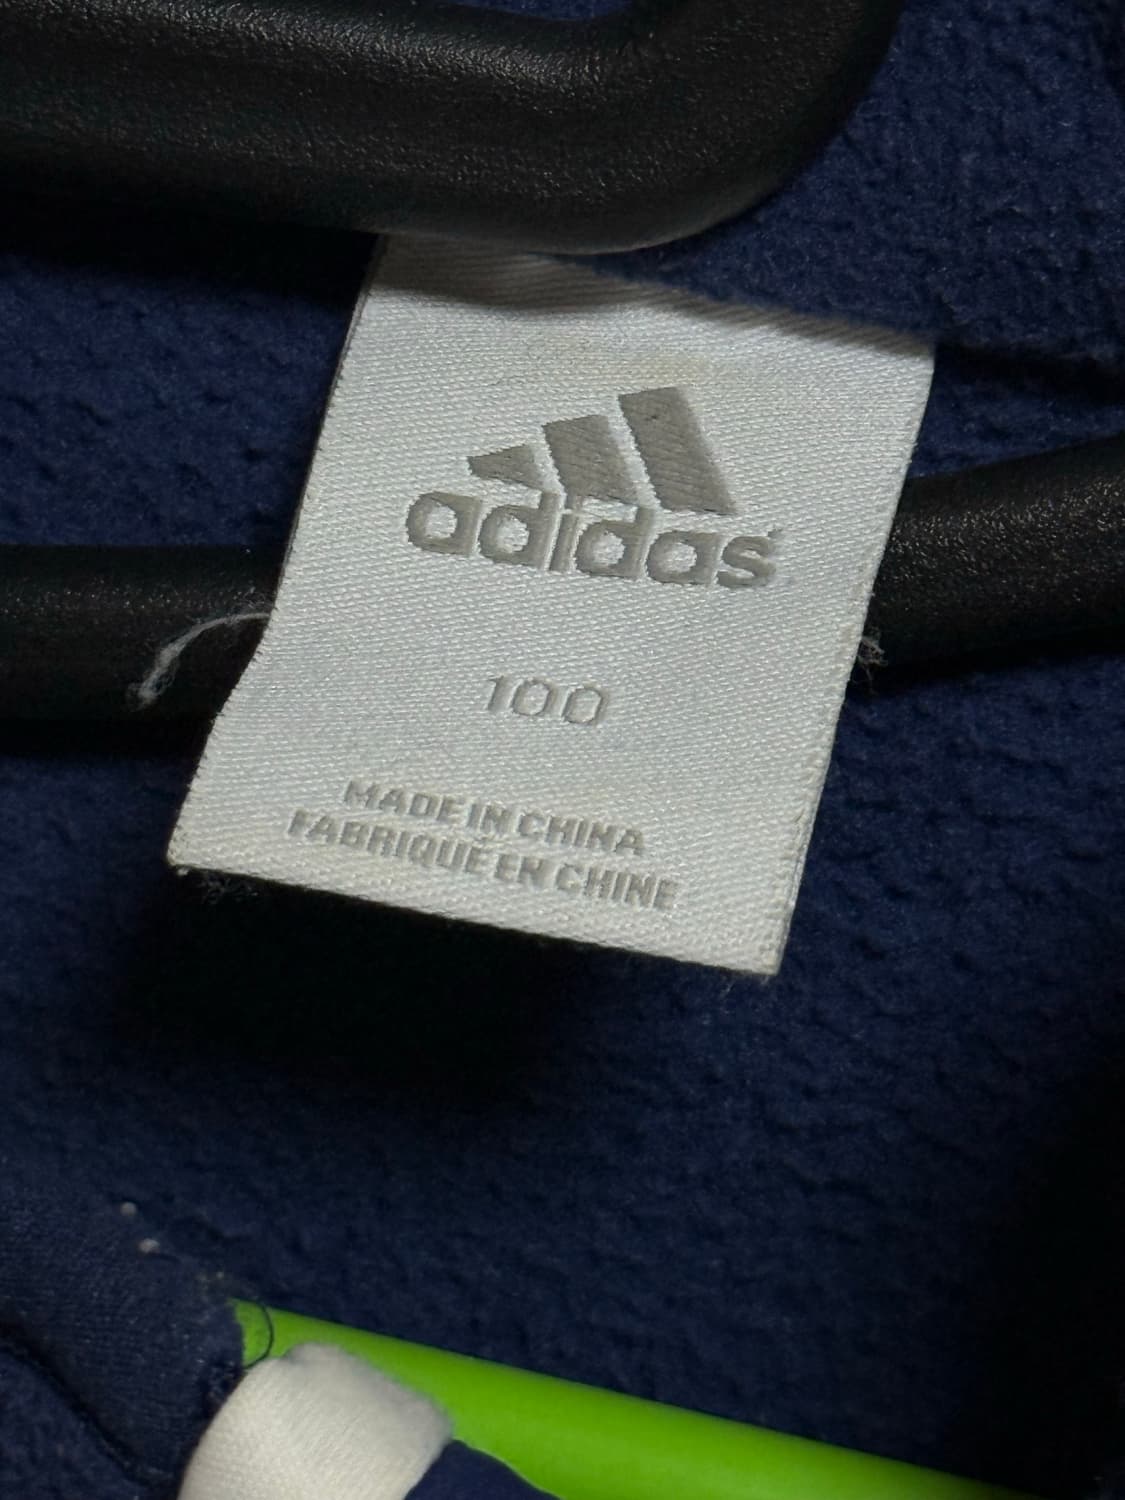 adidas
100
MADE IN CHINA
FABRIQUÉ EN CHINE